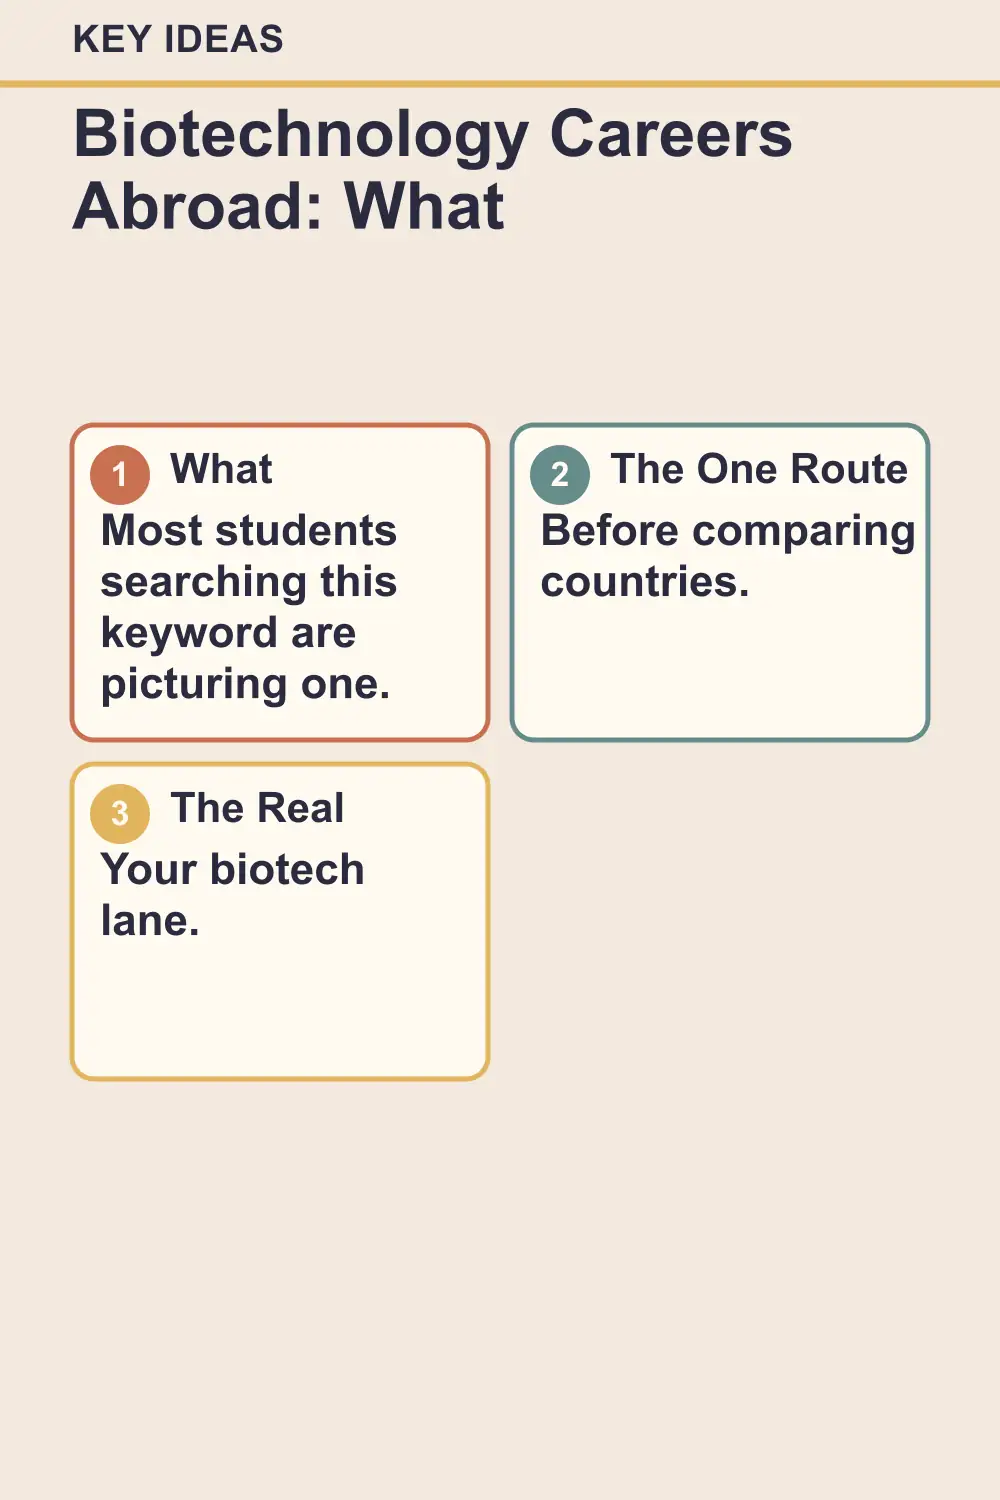 KEY IDEAS
Biotechnology Careers
Abroad: What
1 What
Most students
searching this
keyword are
picturing one.
2 The One Route
Before comparing
countries.
3 The Real
Your biotech
lane.